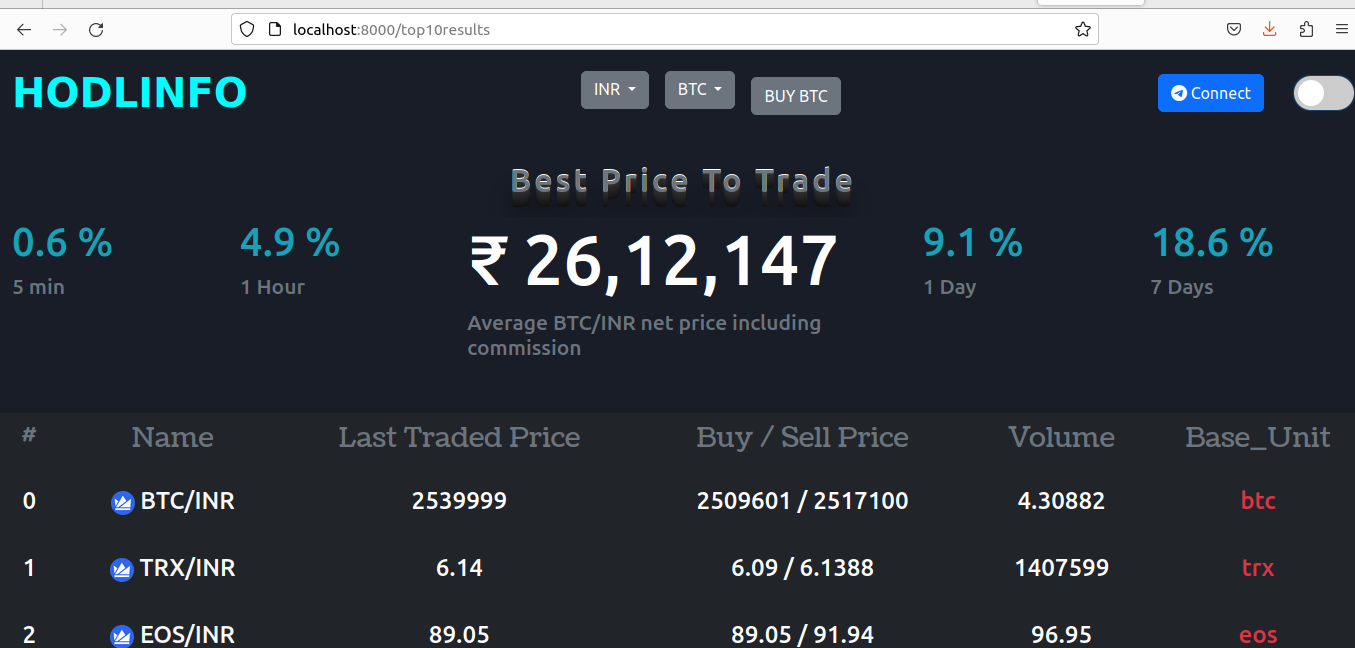 localhost:8000/top10results
HODLINFO
INR
BTC
BUY BTC
Connect
Best Price To Trade
0.6 %
5 min
4.9 %
1 Hour
₹ 26,12,147
Average BTC/INR net price including
commission
9.1 %
1 Day
18.6 %
7 Days
# Name Last Traded Price Buy / Sell Price Volume Base_Unit
0 BTC/INR 2539999 2509601 / 2517100 4.30882 btc
1 TRX/INR 6.14 6.09 / 6.1388 1407599 trx
2 EOS/INR 89.05 89.05 / 91.94 96.95 eos